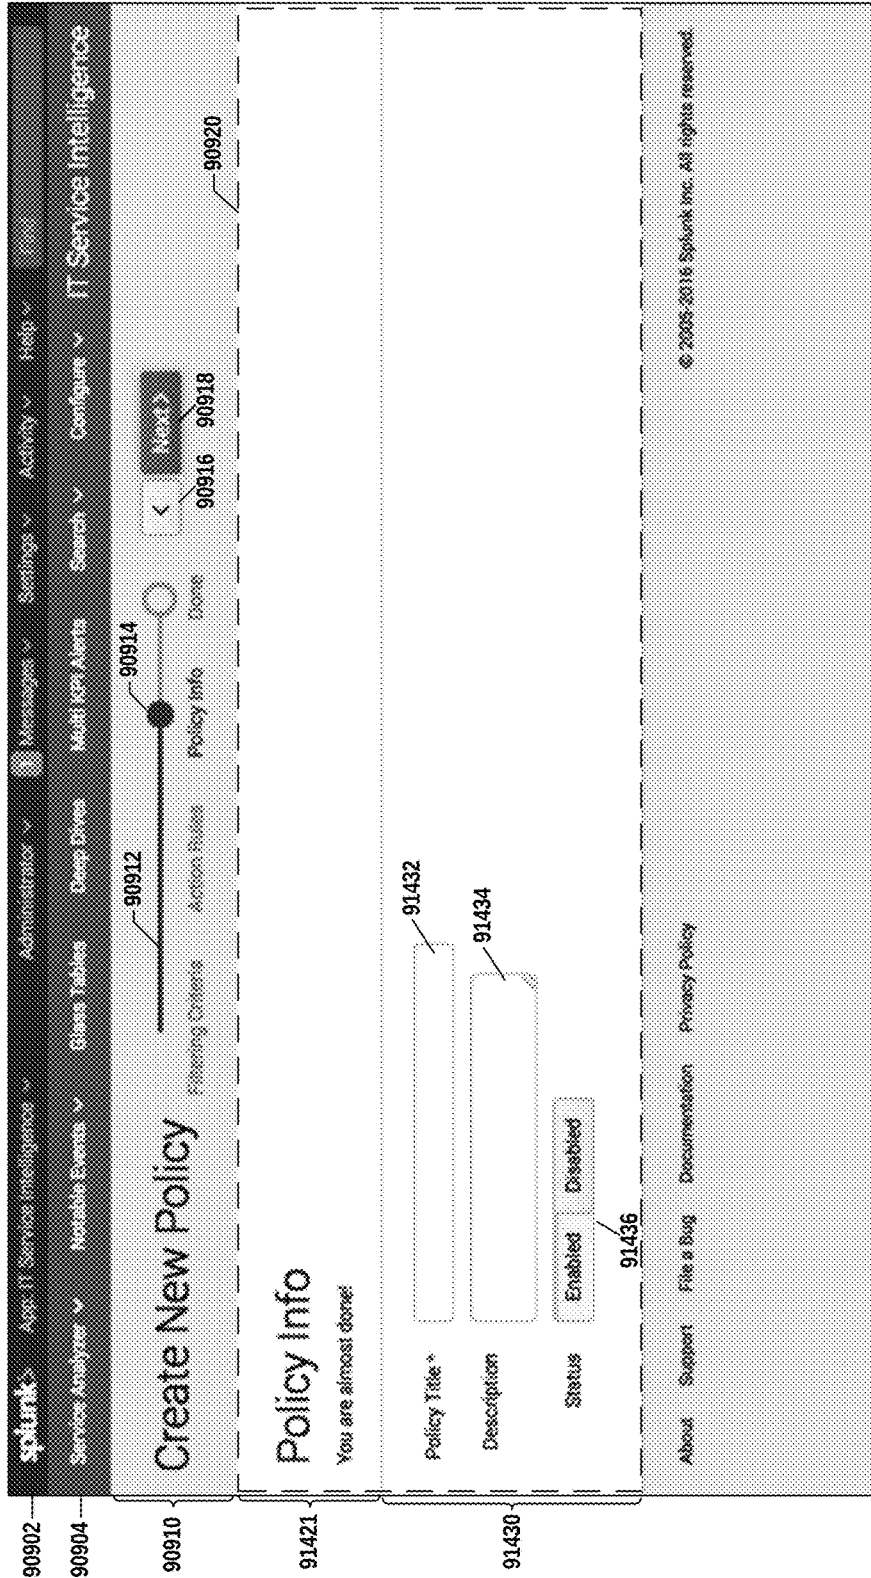 90902
splunk> App: IT Service Intelligence Administrator Messages Settings Activity Help
90904
Service Analyzer Notable Events Glass Tables Deep Dives Multi KPI Alerts Search Configure IT Service Intelligence
90910
Create New Policy
90912
90914
Filtering Criteria Action Rules Policy Info Done
< Next >
90916 90918
90920
91421
Policy Info
You are almost done!
91430
Policy Title *
91432
Description
91434
Status Enabled Disabled
91436
About Support File a Bug Documentation Privacy Policy © 2005-2016 Splunk Inc. All rights reserved.